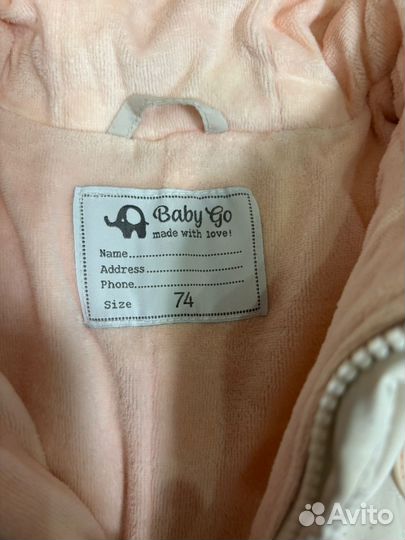 Baby Go
made with love!
Name
Address
Phone
Size 74
Avito